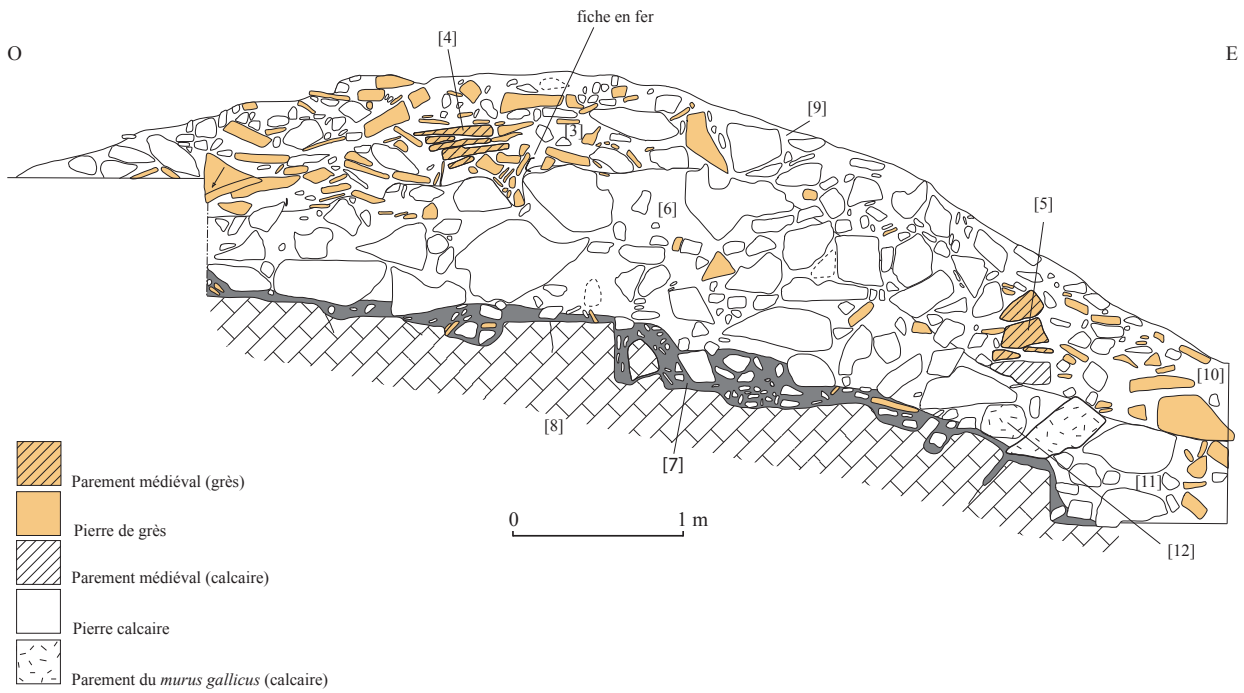 fiche en fer
[4]
O
E
[9]
[3]
[5]
[6]
[10]
[8]
[7]
[11]
[12]
0
1 m
Parement médiéval (grès)
Pierre de grès
Parement médiéval (calcaire)
Pierre calcaire
Parement du murus gallicus (calcaire)